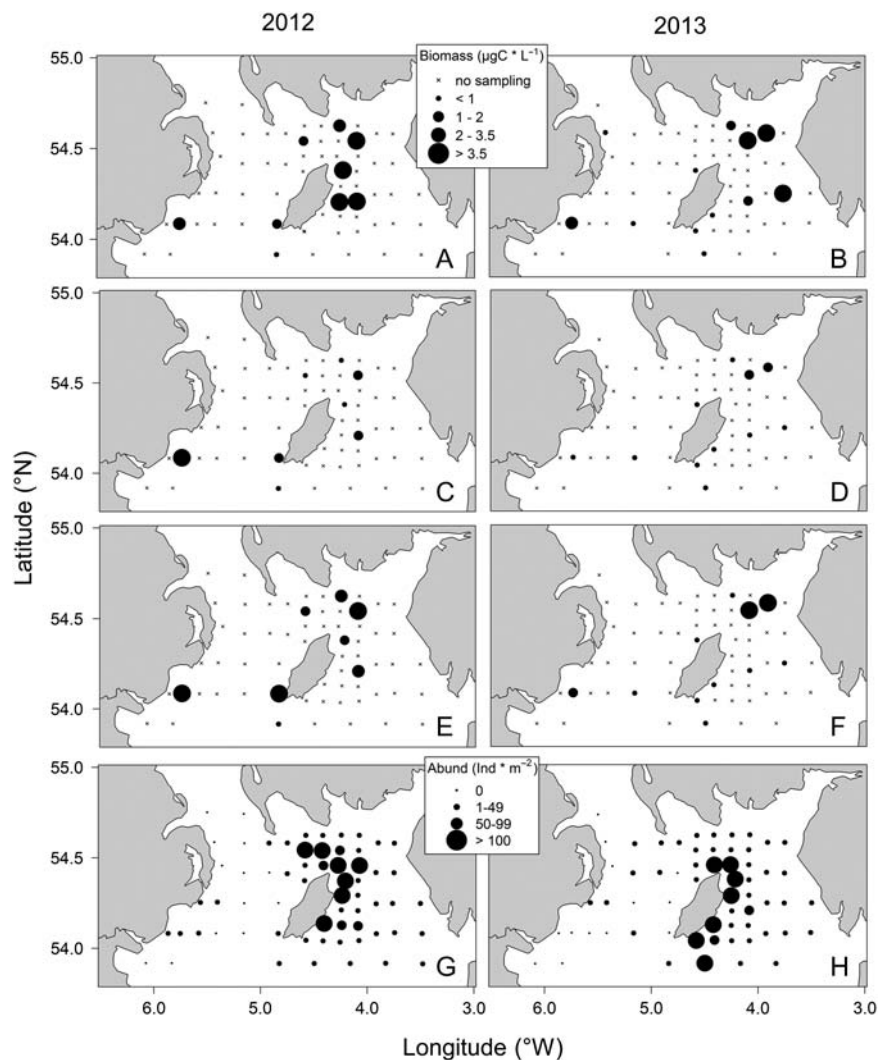 2012 2013
55.0
54.5
54.0
Biomass (µgC * L⁻¹)
no sampling
< 1
1 - 2
2 - 3.5
> 3.5
A B
55.0
54.5
54.0
C D
55.0
54.5
54.0
E F
55.0
54.5
54.0
Abund (Ind * m⁻²)
0
1-49
50-99
> 100
G H
6.0 5.0 4.0 3.0 6.0 5.0 4.0 3.0
Latitude (°N)
Longitude (°W)